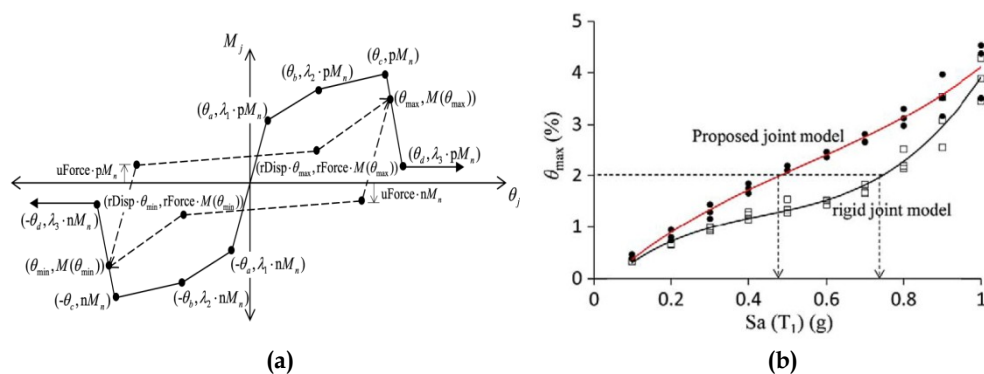 M_j
(θ_c, pM_n)
(θ_b, λ_2·pM_n)
(θ_a, λ_1·pM_n)
(θ_max, M(θ_max))
uForce·pM_n
(rDisp·θ_max, rForce·M(θ_max))
(θ_d, λ_3·pM_n)
θ_j
(rDisp·θ_min, rForce·M(θ_min))
uForce·nM_n
(-θ_d, λ_3·nM_n)
(θ_min, M(θ_min))
(-θ_a, λ_1·nM_n)
(-θ_c, nM_n)
(-θ_b, λ_2·nM_n)
(a)
θ_max (%)
5
4
3
2
1
0
Proposed joint model
rigid joint model
0 0.2 0.4 0.6 0.8 1
Sa (T_1) (g)
(b)